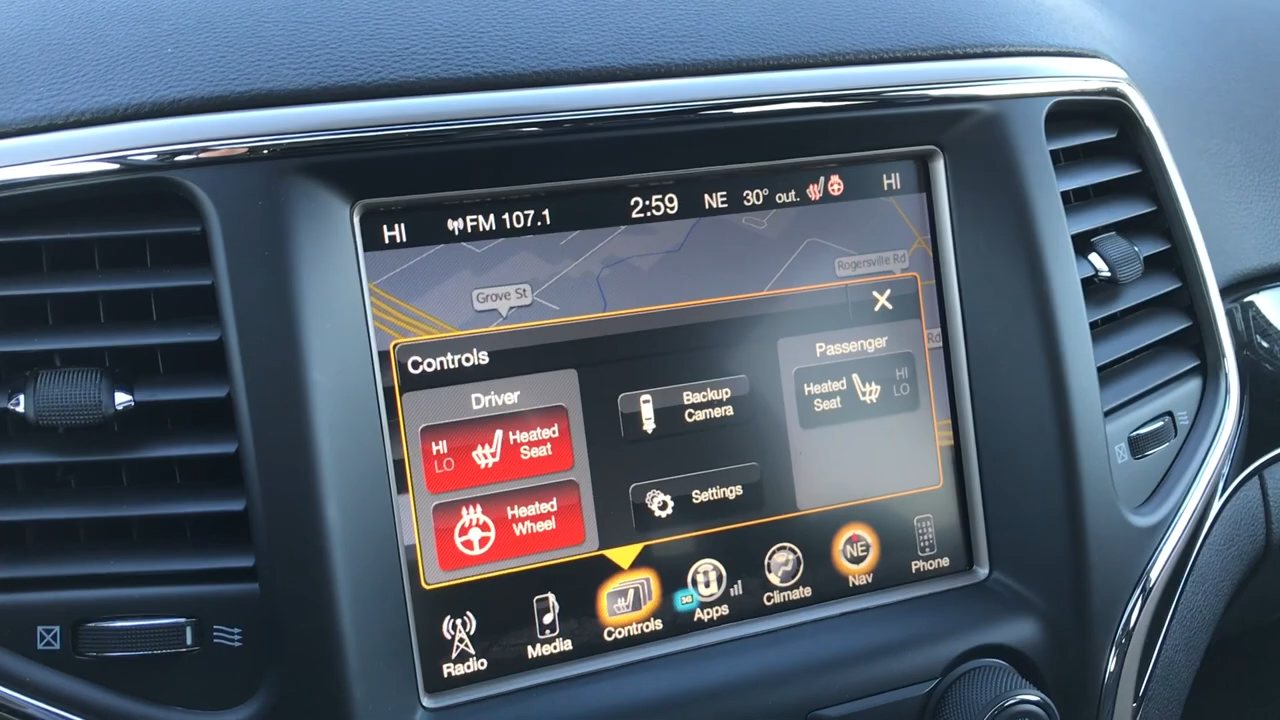 HI FM 107.1 2:59 NE 30° out. HI
Rogersville Rd
Grove St
Rd
Controls
Driver
HI
LO
Heated
Seat
Heated
Wheel
Backup
Camera
Settings
Passenger
Heated
Seat
HI
LO
Radio
Media
Controls
3G
Apps
Climate
NE
Nav
Phone